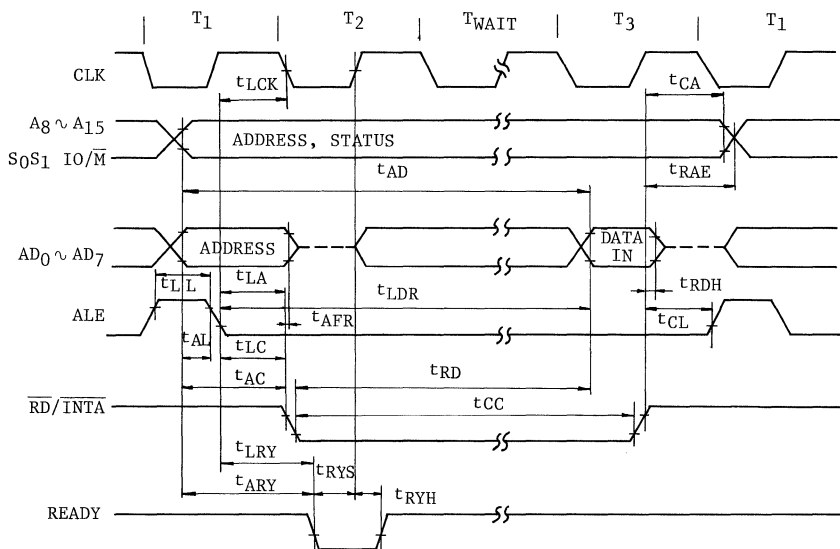 T1 T2 TWAIT T3 T1
CLK
tLCK
tCA
A8 ~ A15
S0S1 IO/M̅
ADDRESS, STATUS
tAD
tRAE
AD0 ~ AD7
ADDRESS
DATA
IN
tLL
tLA
tLDR
tRDH
ALE
tAFR
tCL
tAL
tLC
tAC
tRD
R̅D̅/I̅N̅T̅A̅
tCC
tLRY
tARY
tRYS
tRYH
READY